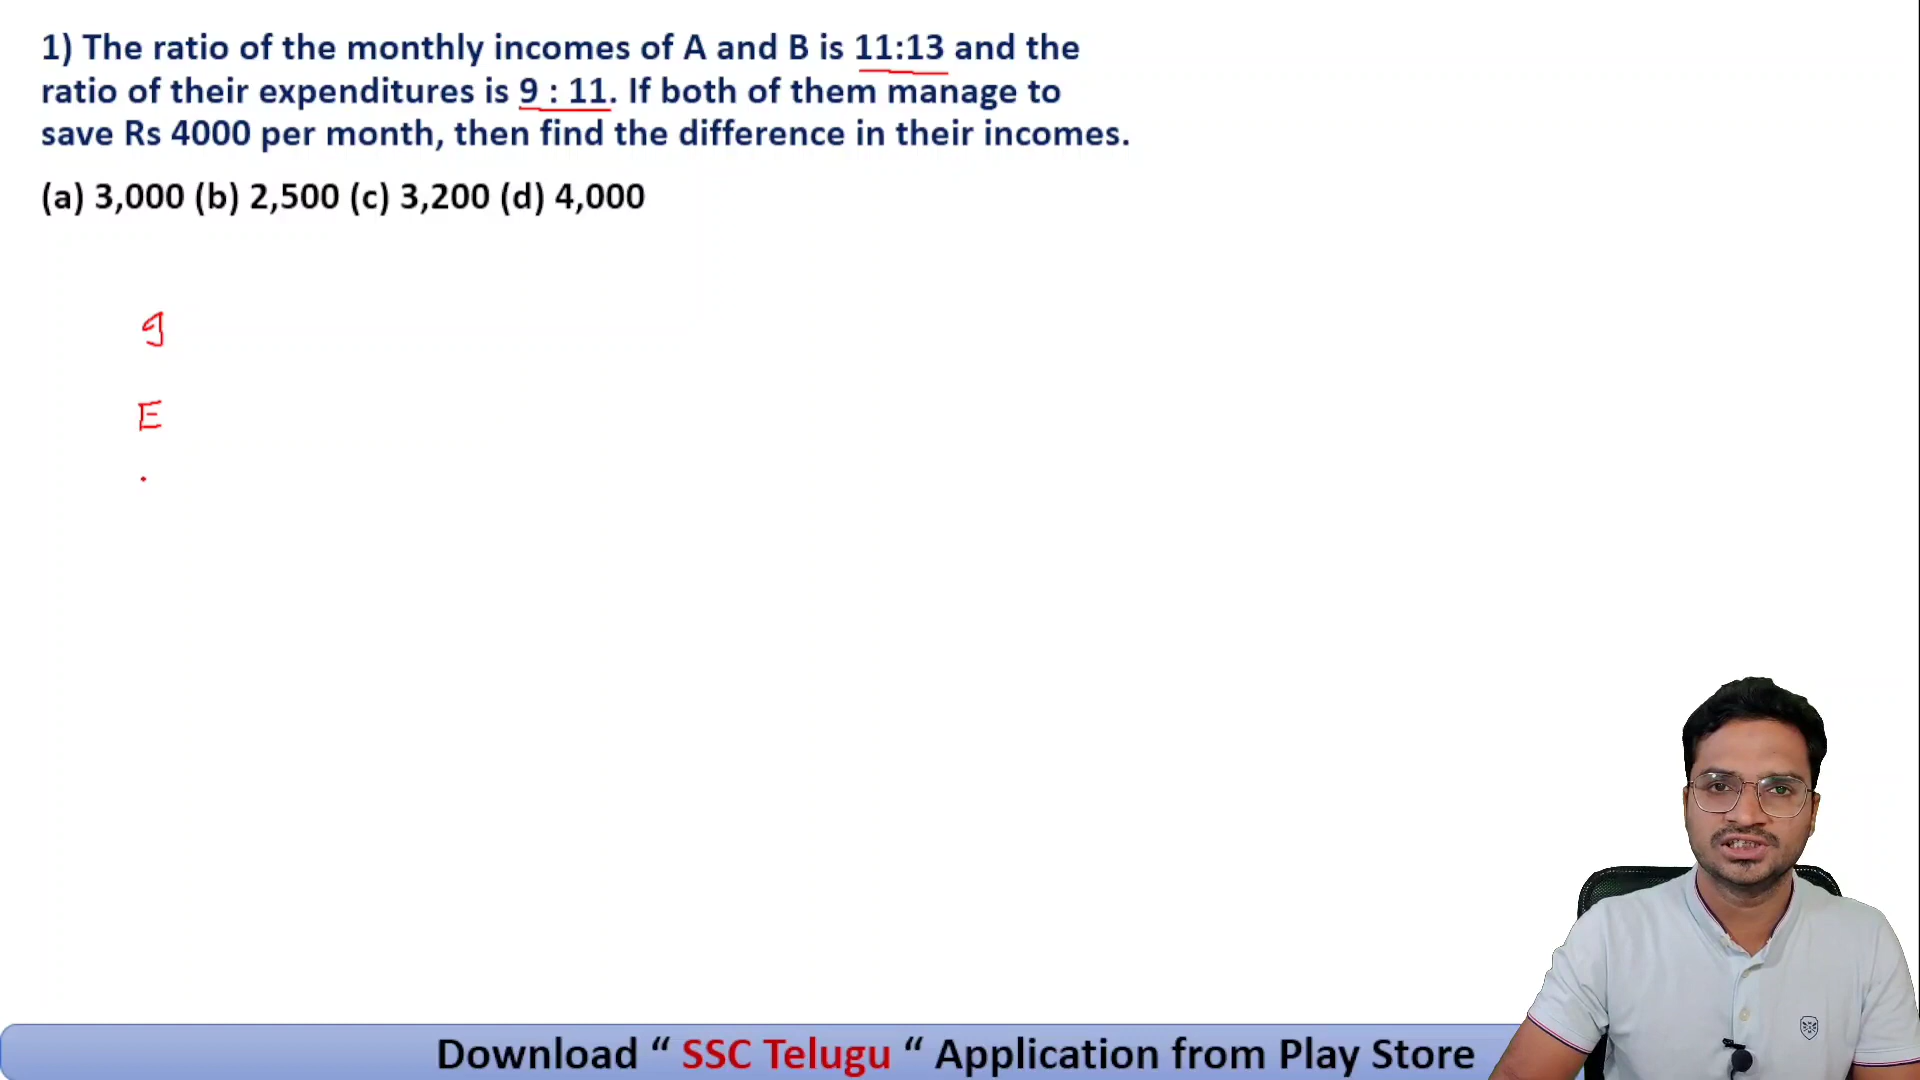 1) The ratio of the monthly incomes of A and B is 11:13 and the
ratio of their expenditures is 9 : 11. If both of them manage to
save Rs 4000 per month, then find the difference in their incomes.
(a) 3,000 (b) 2,500 (c) 3,200 (d) 4,000
E
Download “ SSC Telugu “ Application from Play Store